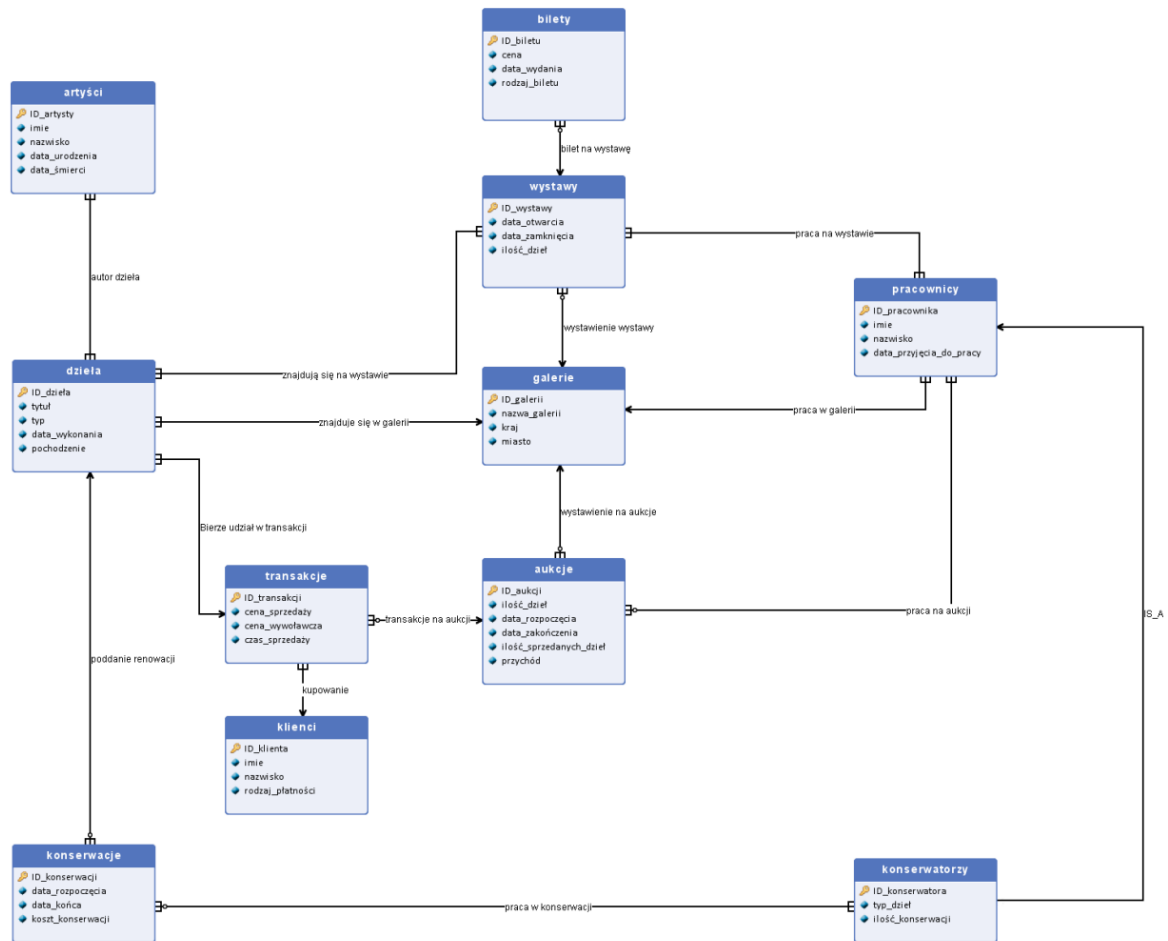 bilety
ID_biletu
cena
data_wydania
rodzaj_biletu
artyści
ID_artysty
imie
nazwisko
data_urodzenia
data_śmierci
bilet na wystawę
wystawy
ID_wystawy
data_otwarcia
data_zamknięcia
ilość_dzieł
praca na wystawie
autor dzieła
pracownicy
ID_pracownika
imie
nazwisko
data_przyjęcia_do_pracy
wystawienie wystawy
dzieła
ID_dzieła
tytuł
typ
data_wykonania
pochodzenie
znajdują się na wystawie
galerie
ID_galerii
nazwa_galerii
kraj
miasto
praca w galerii
znajduje się w galerii
wystawienie na aukcje
Bierze udział w transakcji
transakcje
ID_transakcji
cena_sprzedaży
cena_wywoławcza
czas_sprzedaży
transakcje na aukcji
aukcje
ID_aukcji
ilość_dzieł
data_rozpoczęcia
data_zakończenia
ilość_sprzedanych_dzieł
przychód
praca na aukcji
IS_A
poddanie renowacji
kupowanie
klienci
ID_klienta
imie
nazwisko
rodzaj_płatności
konserwacje
ID_konserwacji
data_rozpoczęcia
data_końca
koszt_konserwacji
praca w konserwacji
konserwatorzy
ID_konserwatora
typ_dzieł
ilość_konserwacji